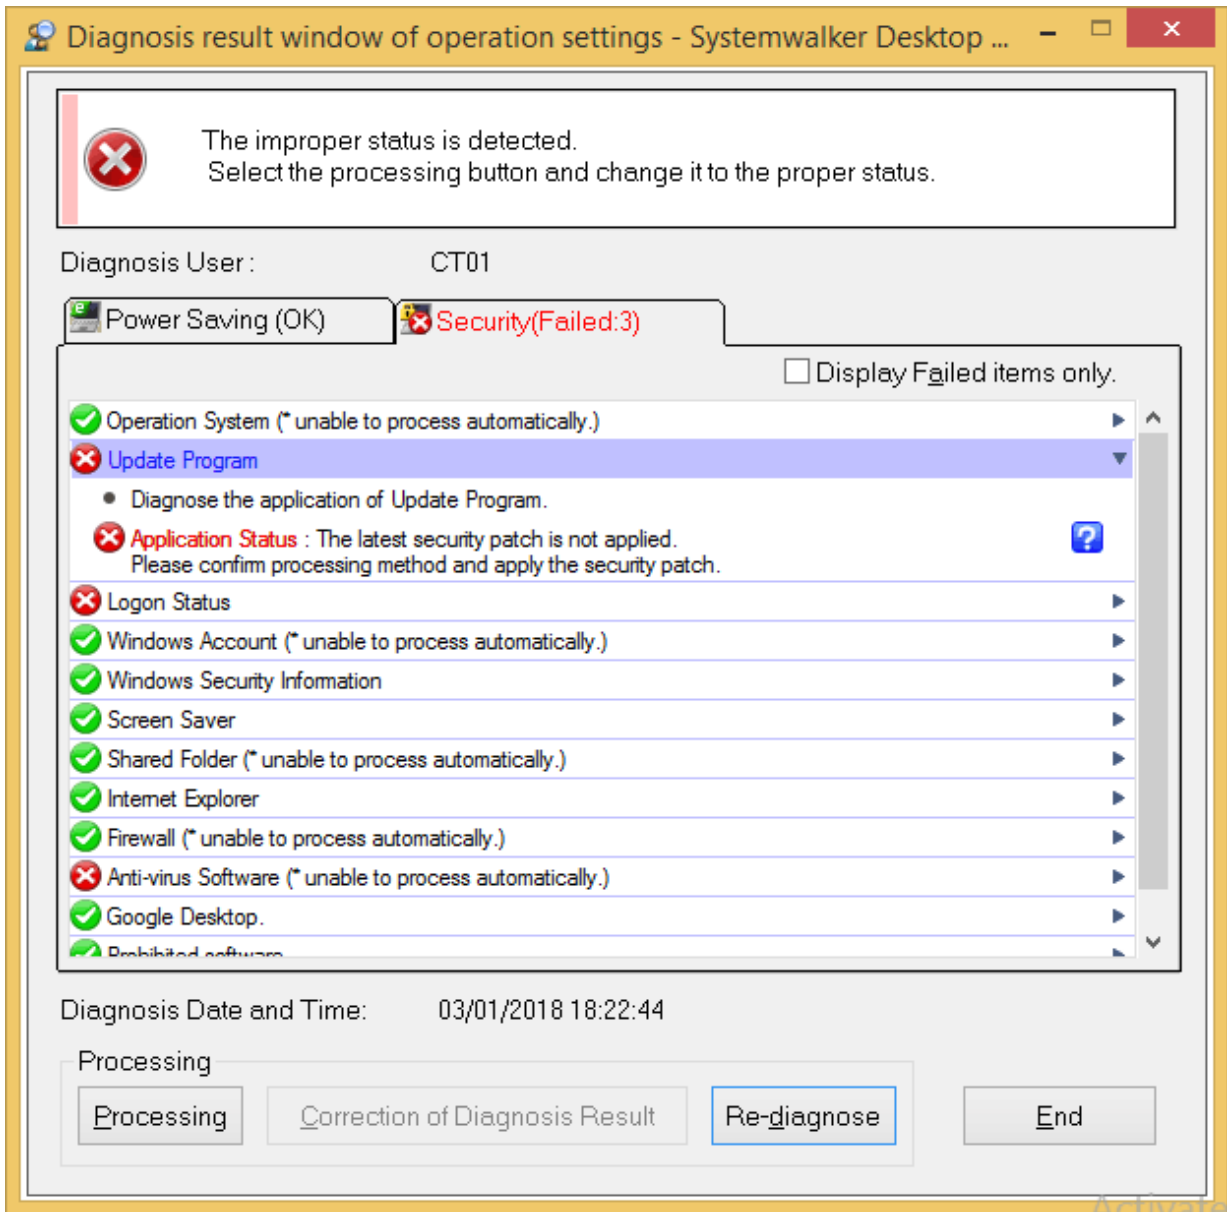 Diagnosis result window of operation settings - Systemwalker Desktop ...
The improper status is detected.
Select the processing button and change it to the proper status.
Diagnosis User : CT01
Power Saving (OK) Security(Failed:3)
Display Failed items only.
Operation System (* unable to process automatically.)
Update Program
Diagnose the application of Update Program.
Application Status : The latest security patch is not applied.
Please confirm processing method and apply the security patch.
Logon Status
Windows Account (* unable to process automatically.)
Windows Security Information
Screen Saver
Shared Folder (* unable to process automatically.)
Internet Explorer
Firewall (* unable to process automatically.)
Anti-virus Software (* unable to process automatically.)
Google Desktop.
Prohibited software
Diagnosis Date and Time: 03/01/2018 18:22:44
Processing
Processing Correction of Diagnosis Result Re-diagnose End
Activate